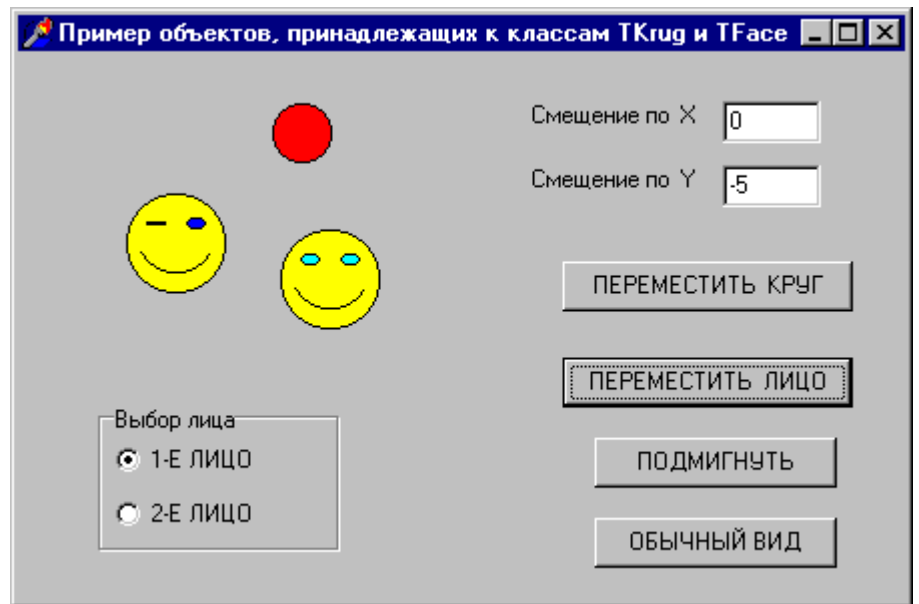 Пример объектов, принадлежащих к классам TKrug и TFace
Смещение по X
0
Смещение по Y
-5
ПЕРЕМЕСТИТЬ КРУГ
ПЕРЕМЕСТИТЬ ЛИЦО
Выбор лица
1-Е ЛИЦО
2-Е ЛИЦО
ПОДМИГНУТЬ
ОБЫЧНЫЙ ВИД